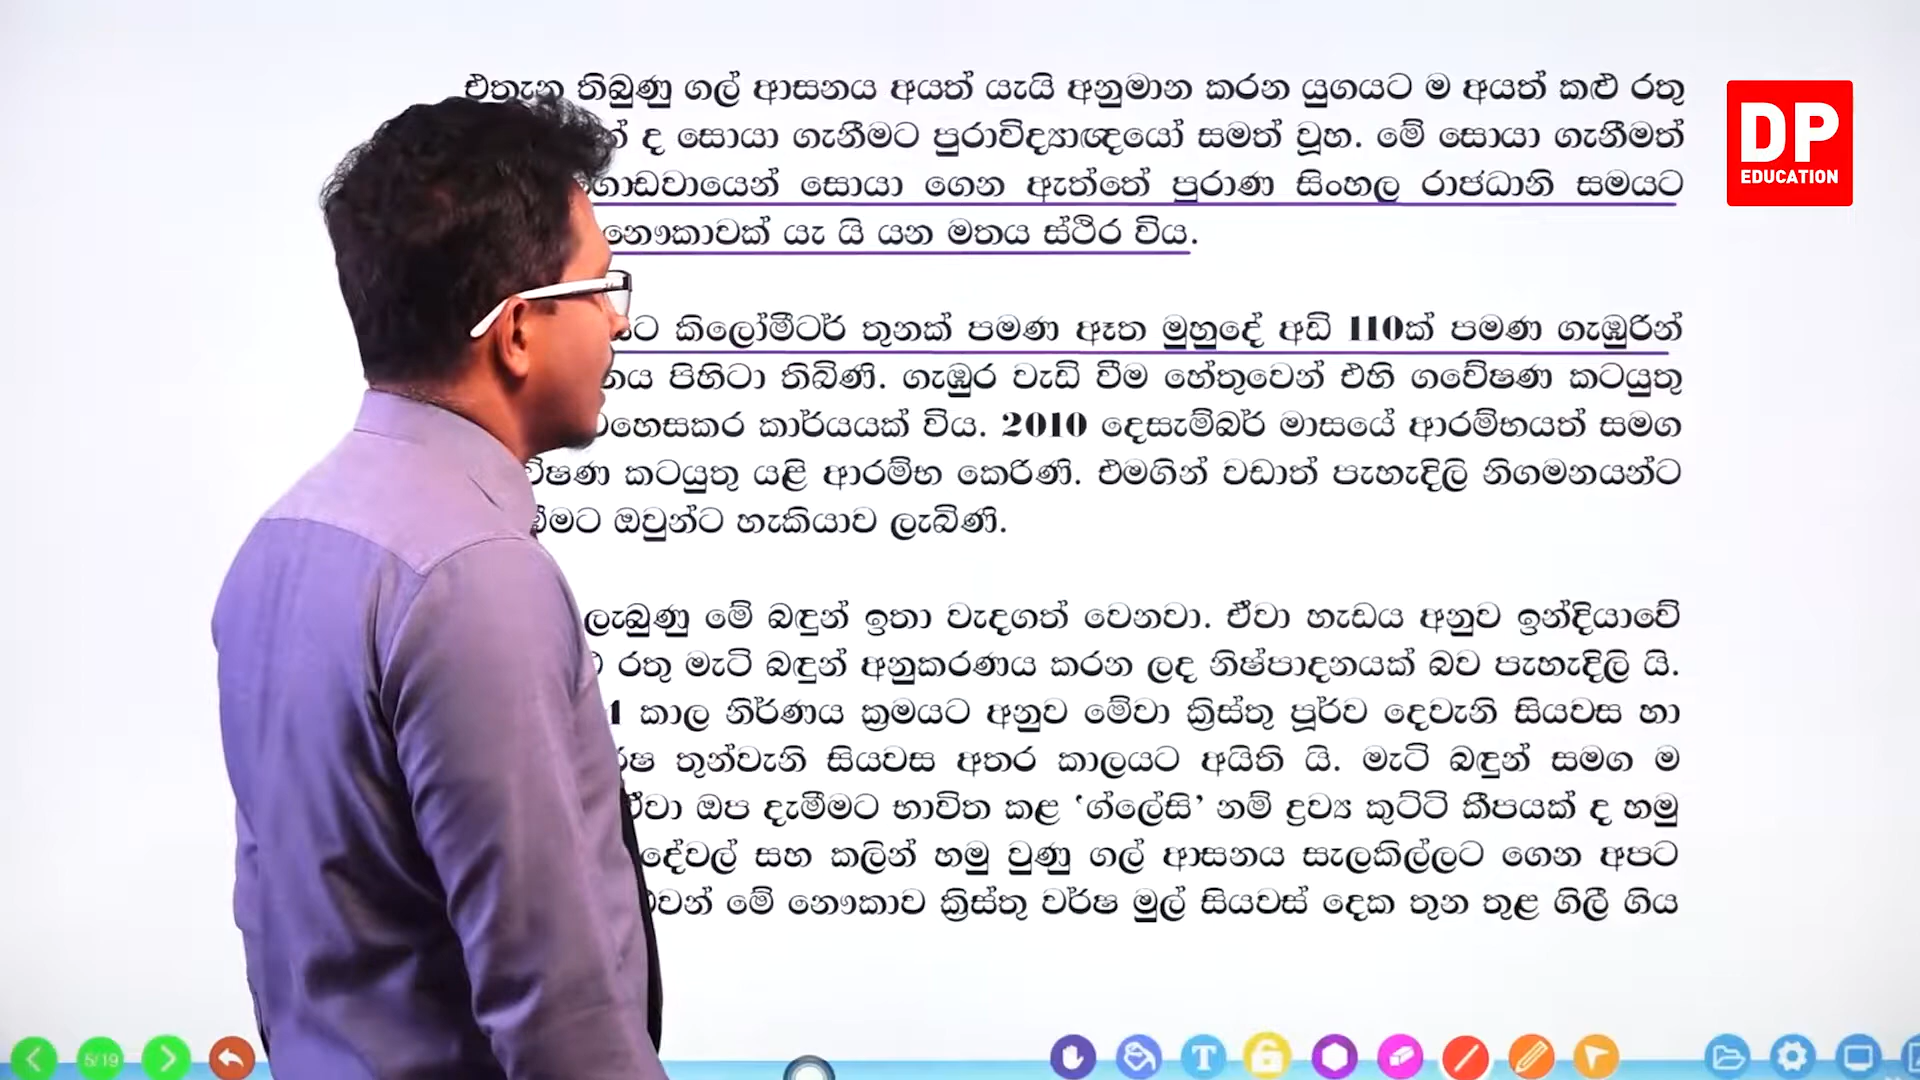 එතැන තිබුණු ගල් ආසනය අයත් යැයි අනුමාන කරන යුගයට ම අයත් කළු රතු
ද සොයා ගැනීමට පුරාවිද්‍යාඥයෝ සමත් වූහ. මේ සොයා ගැනීමත්
සොයා ගෙන ඇත්තේ පුරාණ සිංහල රාජධානි සමයට
නෞකාවක් යැ යි යන මතය ස්ථිර විය.
කිලෝමීටර් තුනක් පමණ ඈත මුහුදේ අඩි 110ක් පමණ ගැඹුරින්
පිහිටා තිබිණි. ගැඹුර වැඩි වීම හේතුවෙන් එහි ගවේෂණ කටයුතු
කාර්යයක් විය. 2010 දෙසැම්බර් මාසයේ ආරම්භයත් සමග
කටයුතු යළි ආරම්භ කෙරිණි. එමගින් වඩාත් පැහැදිලි නිගමනයන්ට
ඔවුන්ට හැකියාව ලැබිණි.
ලැබුණු මේ බඳුන් ඉතා වැදගත් වෙනවා. ඒවා හැඩය අනුව ඉන්දියාවේ
රතු මැටි බඳුන් අනුකරණය කරන ලද නිෂ්පාදනයක් බව පැහැදිලි යි.
කාල නිර්ණය ක්‍රමයට අනුව මේවා ක්‍රිස්තු පූර්ව දෙවැනි සියවස හා
තුන්වැනි සියවස අතර කාලයට අයිති යි. මැටි බඳුන් සමග ම
ඒවා ඔප දැමීමට භාවිත කළ ‘ග්ලේසි’ නම් ද්‍රව්‍ය කුට්ටි කීපයක් ද හමු
දේවල් සහ කලින් හමු වුණු ගල් ආසනය සැලකිල්ලට ගෙන අපට
මේ නෞකාව ක්‍රිස්තු වර්ෂ මුල් සියවස් දෙක තුන තුළ ගිලී ගිය
DP
EDUCATION
5/19